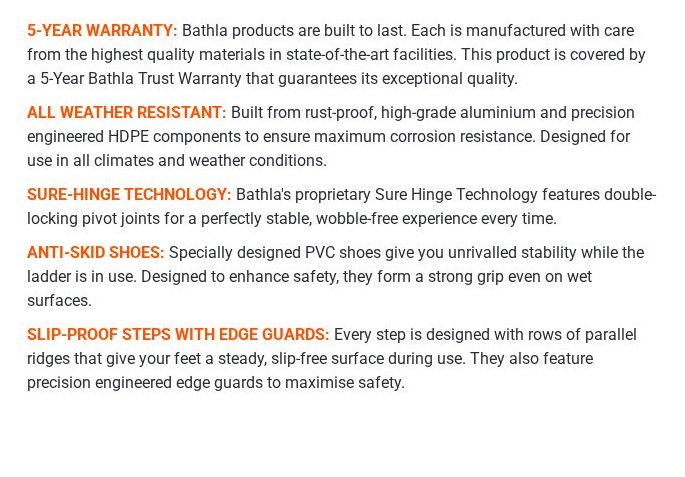 5-YEAR WARRANTY: Bathla products are built to last. Each is manufactured with care
from the highest quality materials in state-of-the-art facilities. This product is covered by
a 5-Year Bathla Trust Warranty that guarantees its exceptional quality.
ALL WEATHER RESISTANT: Built from rust-proof, high-grade aluminium and precision
engineered HDPE components to ensure maximum corrosion resistance. Designed for
use in all climates and weather conditions.
SURE-HINGE TECHNOLOGY: Bathla's proprietary Sure Hinge Technology features double-
locking pivot joints for a perfectly stable, wobble-free experience every time.
ANTI-SKID SHOES: Specially designed PVC shoes give you unrivalled stability while the
ladder is in use. Designed to enhance safety, they form a strong grip even on wet
surfaces.
SLIP-PROOF STEPS WITH EDGE GUARDS: Every step is designed with rows of parallel
ridges that give your feet a steady, slip-free surface during use. They also feature
precision engineered edge guards to maximise safety.